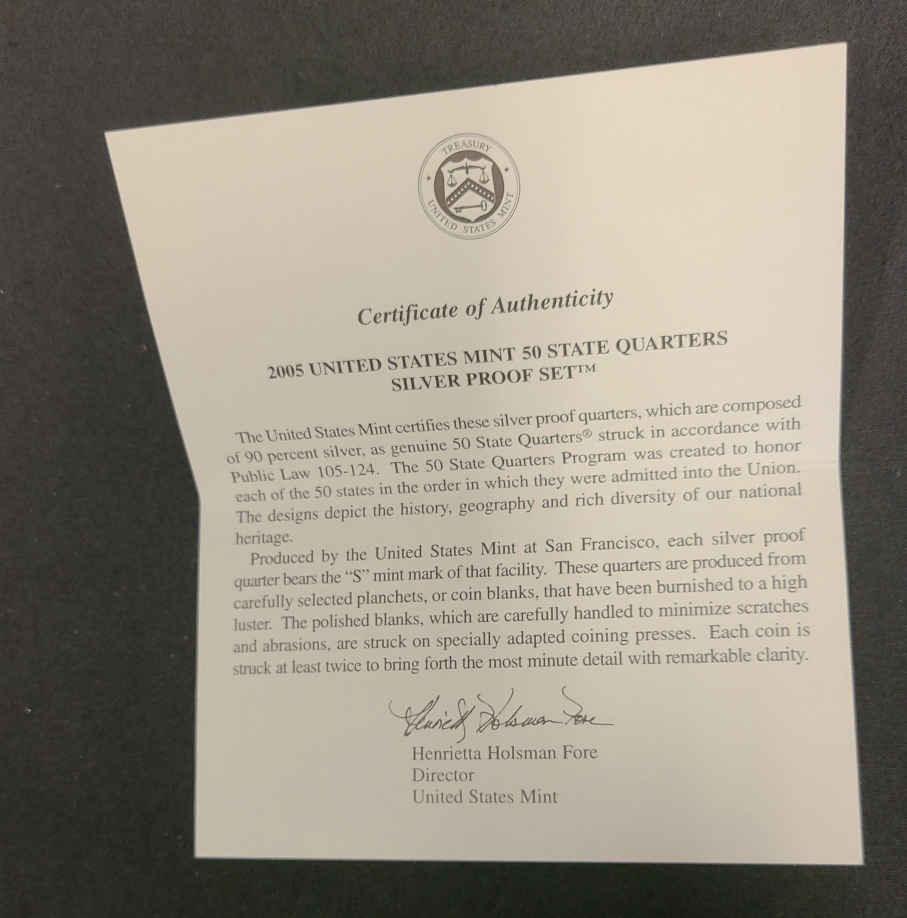 TREASURY
UNITED STATES MINT
Certificate of Authenticity
2005 UNITED STATES MINT 50 STATE QUARTERS
SILVER PROOF SET™
The United States Mint certifies these silver proof quarters, which are composed
of 90 percent silver, as genuine 50 State Quarters® struck in accordance with
Public Law 105-124. The 50 State Quarters Program was created to honor
each of the 50 states in the order in which they were admitted into the Union.
The designs depict the history, geography and rich diversity of our national
heritage.
Produced by the United States Mint at San Francisco, each silver proof
quarter bears the “S” mint mark of that facility. These quarters are produced from
carefully selected planchets, or coin blanks, that have been burnished to a high
luster. The polished blanks, which are carefully handled to minimize scratches
and abrasions, are struck on specially adapted coining presses. Each coin is
struck at least twice to bring forth the most minute detail with remarkable clarity.
Henrietta Holsman Fore
Henrietta Holsman Fore
Director
United States Mint